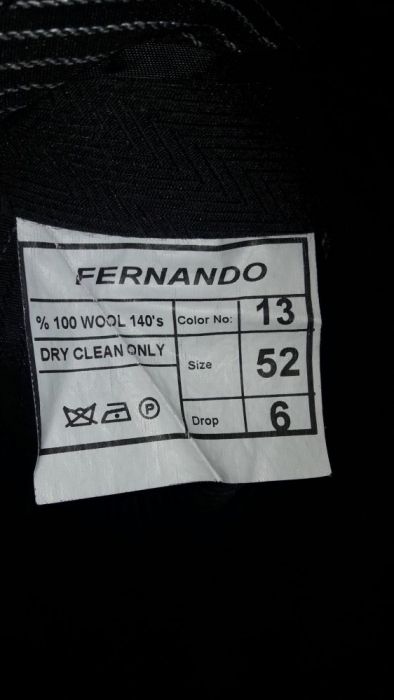 FERNANDO
% 100 WOOL 140's
Color No: 13
DRY CLEAN ONLY
Size 52
P
Drop 6